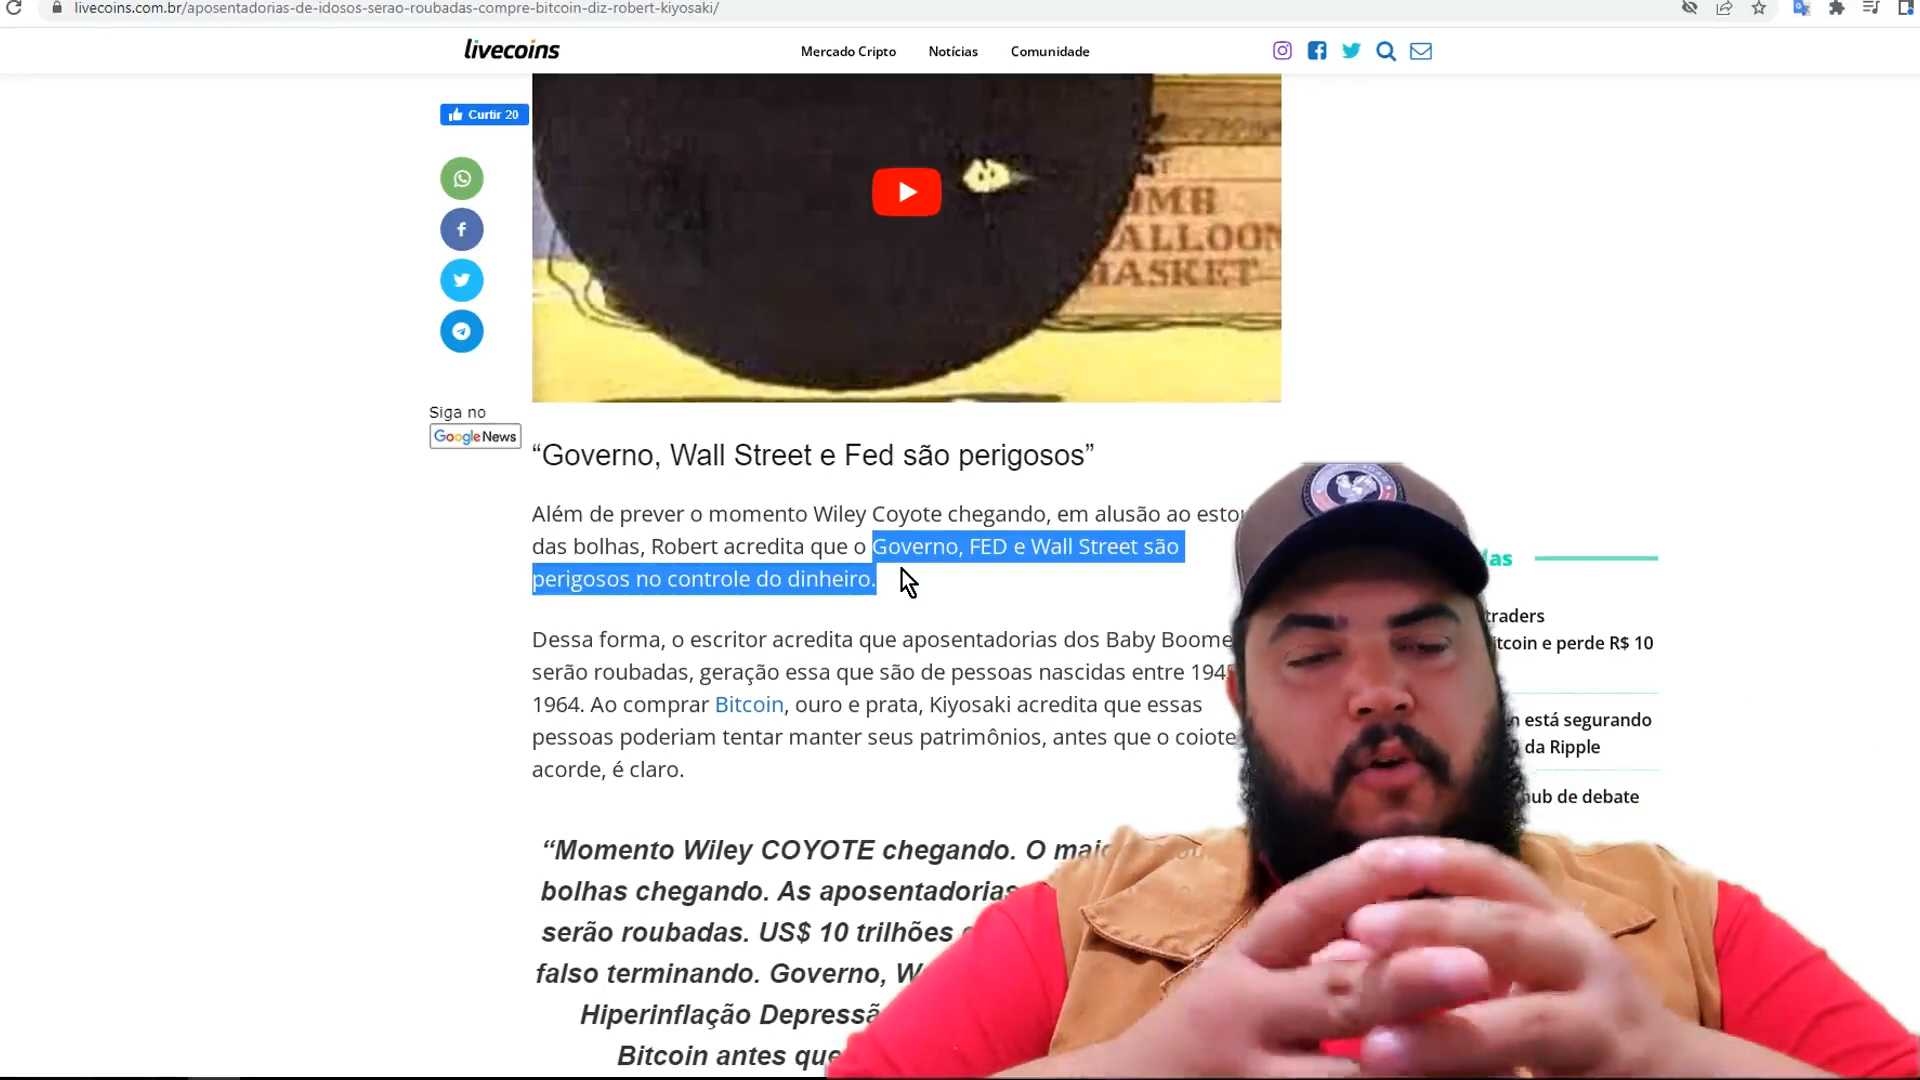 livecoins.com.br/aposentadorias-de-idosos-serao-roubadas-compre-bitcoin-diz-robert-kiyosaki/
livecoins
Mercado Cripto
Notícias
Comunidade
Curtir 20
OMB
ALLOON
BASKET
Siga no
Google News
“Governo, Wall Street e Fed são perigosos”
Além de prever o momento Wiley Coyote chegando, em alusão ao
das bolhas, Robert acredita que o Governo, FED e Wall Street são
perigosos no controle do dinheiro.
Dessa forma, o escritor acredita que aposentadorias dos Baby Boome
serão roubadas, geração essa que são de pessoas nascidas entre 194
1964. Ao comprar Bitcoin, ouro e prata, Kiyosaki acredita que essas
pessoas poderiam tentar manter seus patrimônios, antes que o coiote
acorde, é claro.
“Momento Wiley COYOTE chegando. O
bolhas chegando. As aposentadorias
serão roubadas. US$ 10 trilhões
falso terminando. Governo, W
Hiperinflação Depressã
Bitcoin antes que
das
traders
itcoin e perde R$ 10
n está segurando
da Ripple
hub de debate